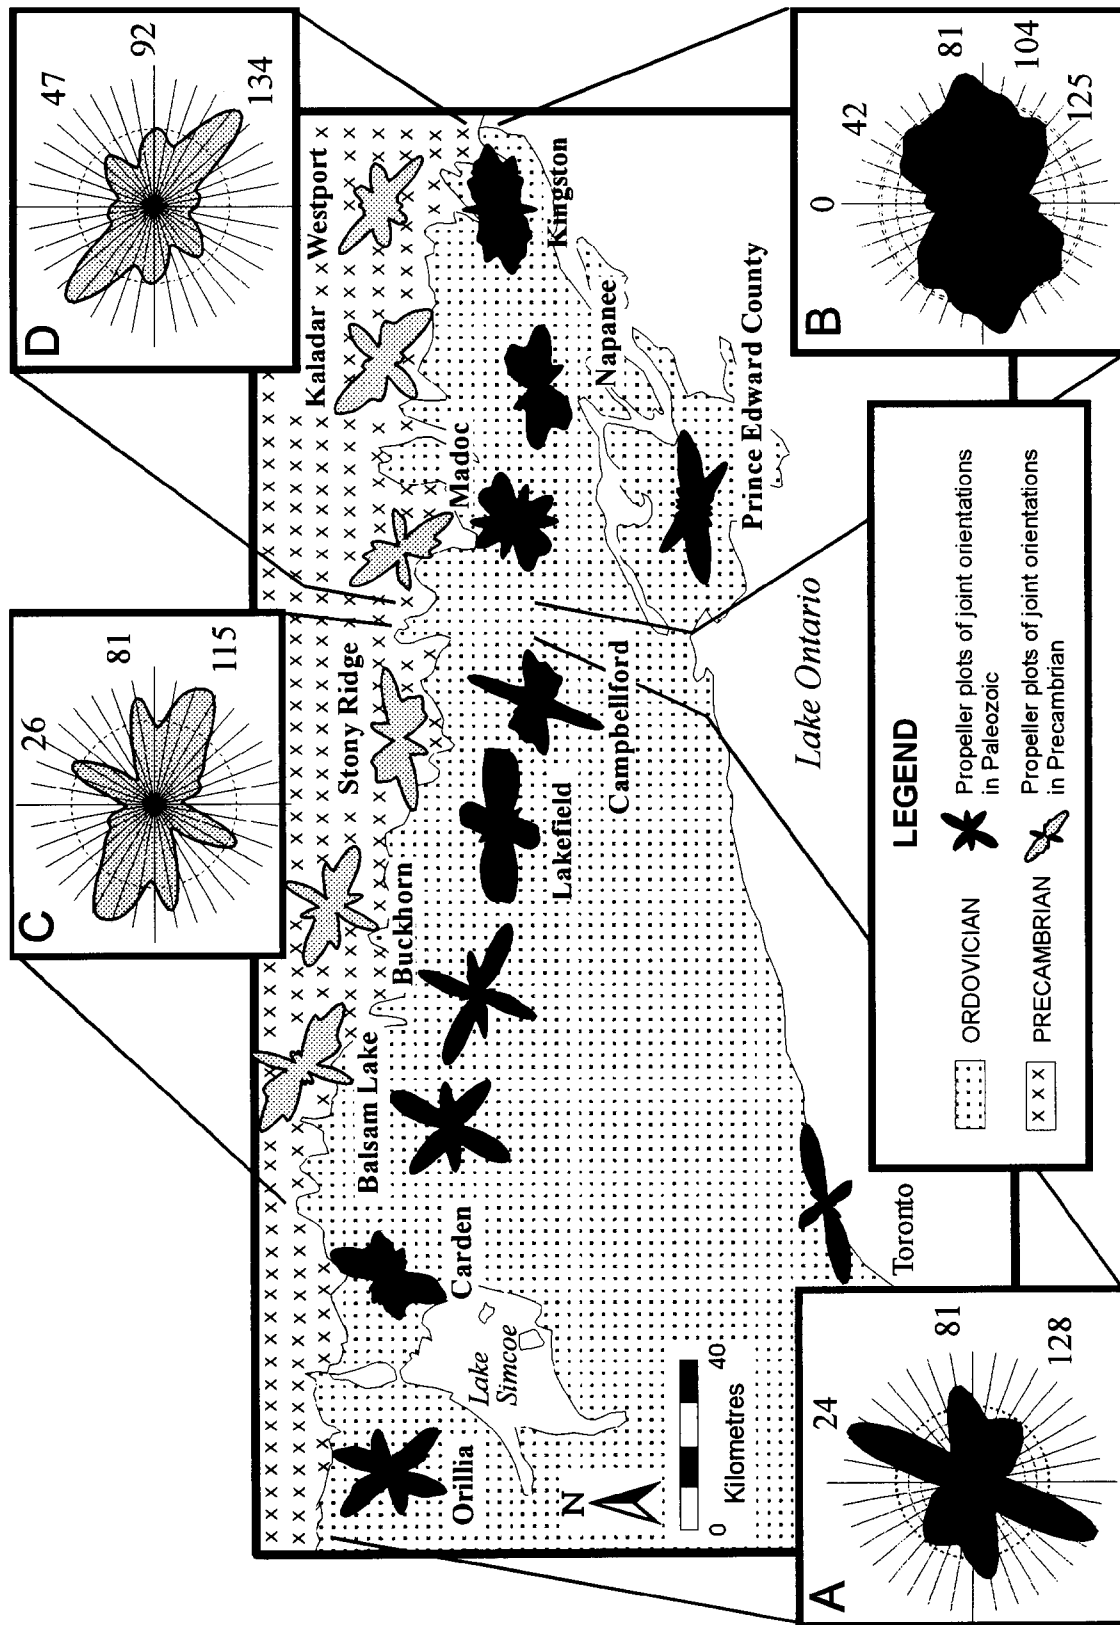 C
26
81
115
D
47
92
134
Balsam Lake
Buckhorn
Stony Ridge
Kaladar
Westport
Madoc
Orillia
Carden
Lakefield
Campbellford
Napanee
Kingston
Prince Edward County
Lake
Simcoe
N
0
40
Kilometres
Toronto
Lake Ontario
A
24
81
128
LEGEND
ORDOVICIAN
Propeller plots of joint orientations
in Paleozoic
x x x
PRECAMBRIAN
Propeller plots of joint orientations
in Precambrian
B
0
42
81
104
125